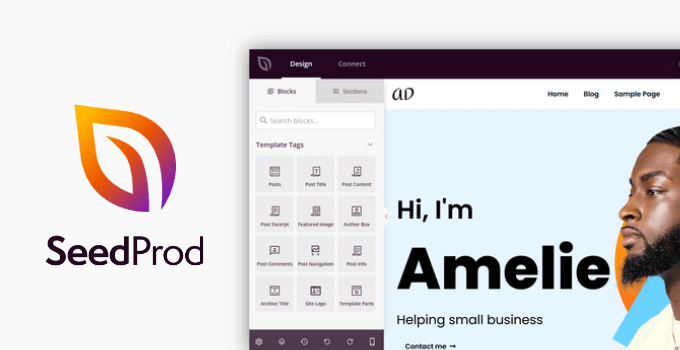 SeedProd
Design Connect
Blocks Sections
Search blocks...
Template Tags
Posts Post Title Post Content
Post Excerpt Featured Image Author Box
Post Comments Post Navigation Post Info
Archive Title Site Logo Template Parts
AD
Home Blog Sample Page
Hi, I'm
Amelie
Helping small business
Contact me →